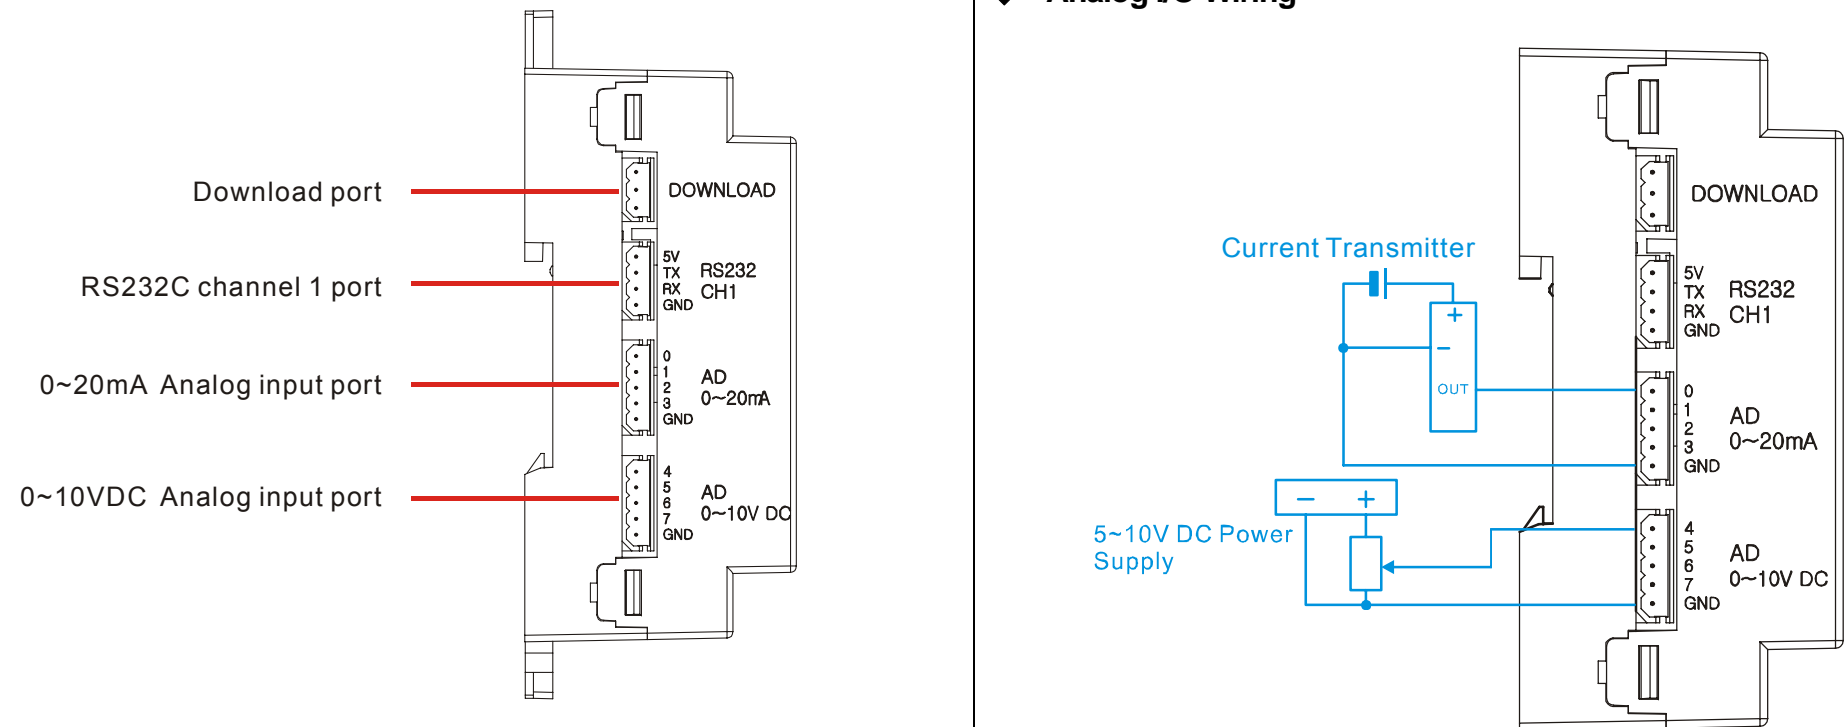 Analog I/O Wiring
Download port
DOWNLOAD
RS232C channel 1 port
5V
TX
RX
GND
RS232
CH1
0~20mA Analog input port
0
1
2
3
GND
AD
0~20mA
0~10VDC Analog input port
4
5
6
7
GND
AD
0~10V DC
DOWNLOAD
Current Transmitter
+
−
OUT
5V
TX
RX
GND
RS232
CH1
0
1
2
3
GND
AD
0~20mA
− +
5~10V DC Power
Supply
4
5
6
7
GND
AD
0~10V DC